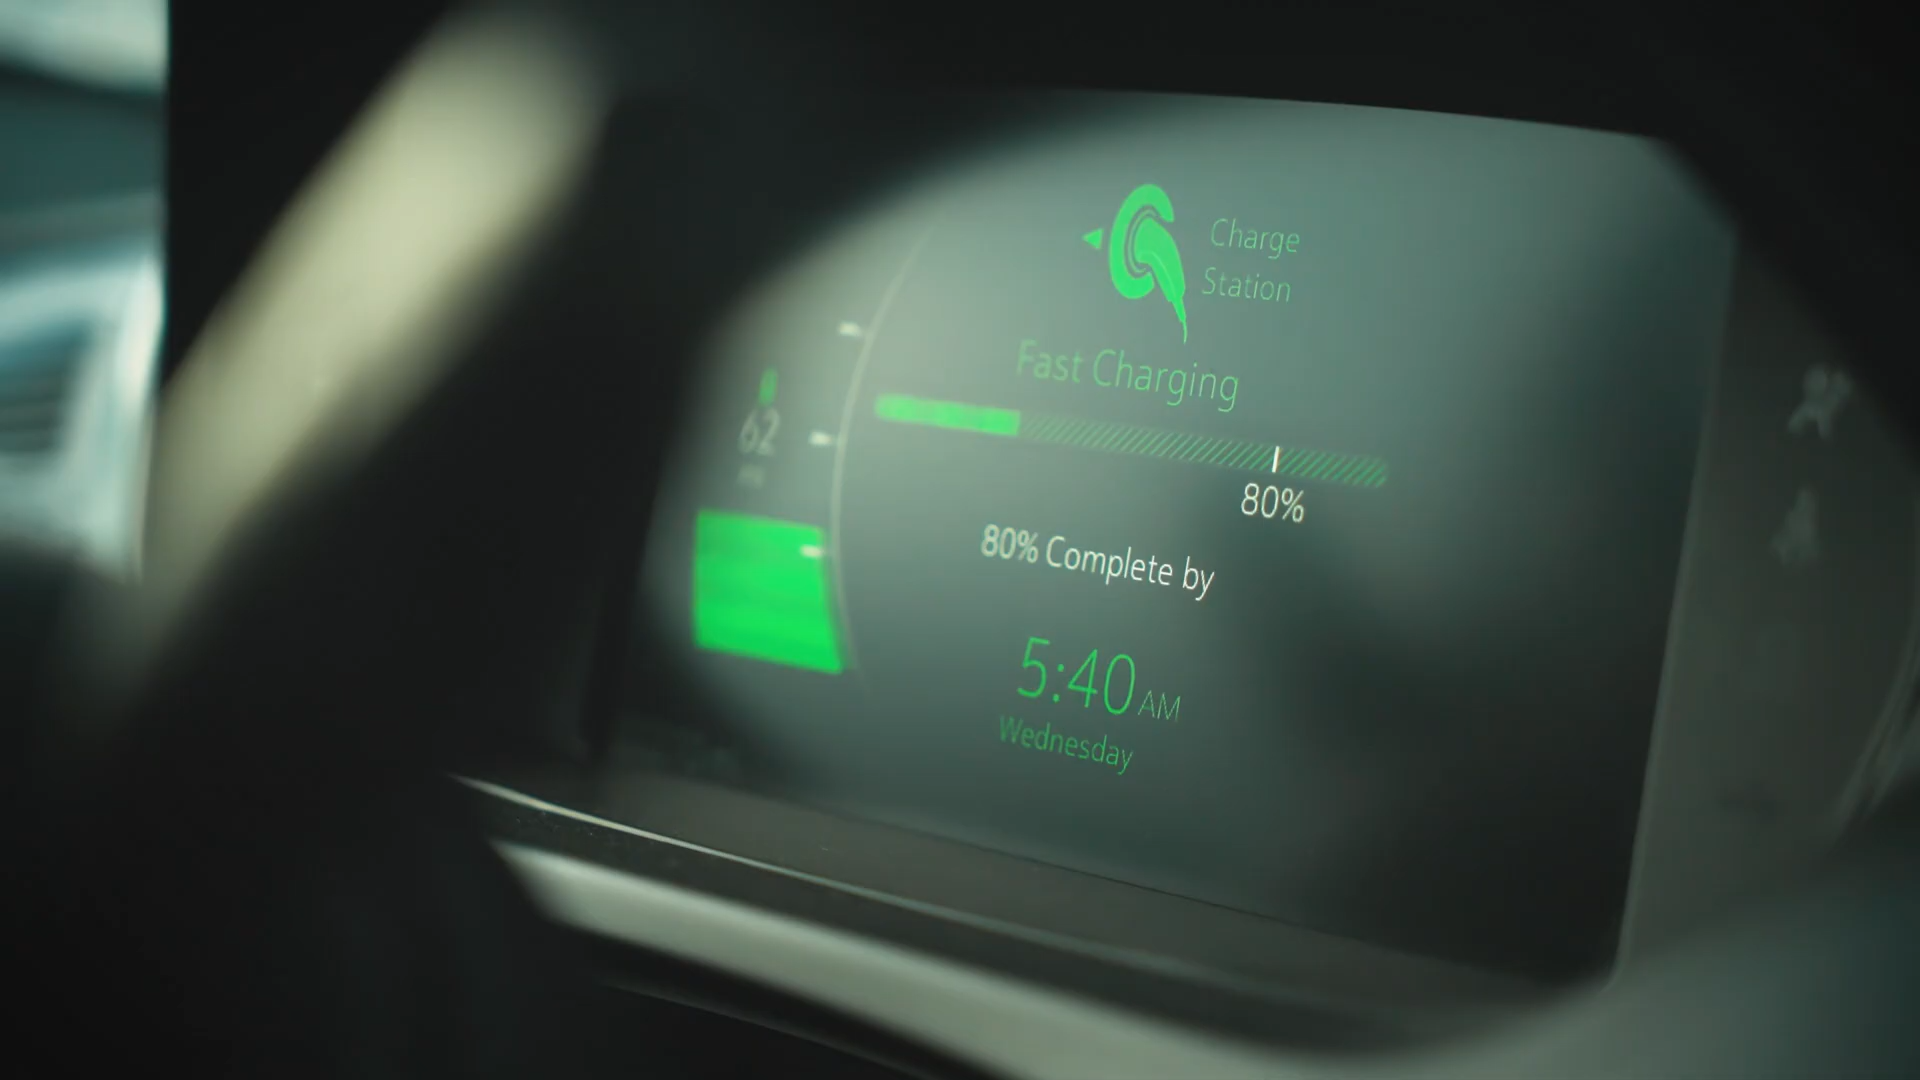 Charge
Station
Fast Charging
62
80%
80% Complete by
5:40 AM
Wednesday